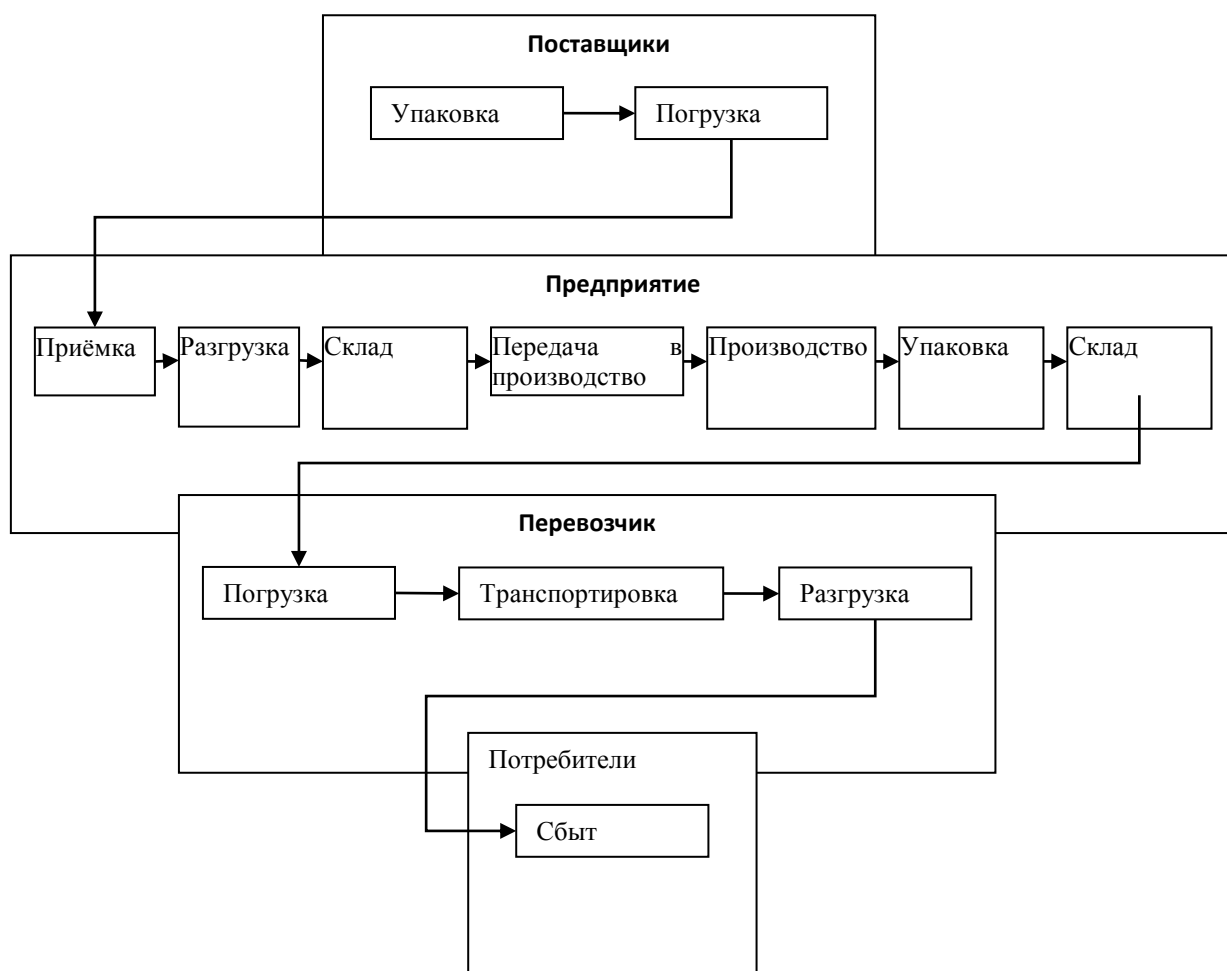 Поставщики
Упаковка
Погрузка
Предприятие
Приёмка
Разгрузка
Склад
Передача в
производство
Производство
Упаковка
Склад
Перевозчик
Погрузка
Транспортировка
Разгрузка
Потребители
Сбыт